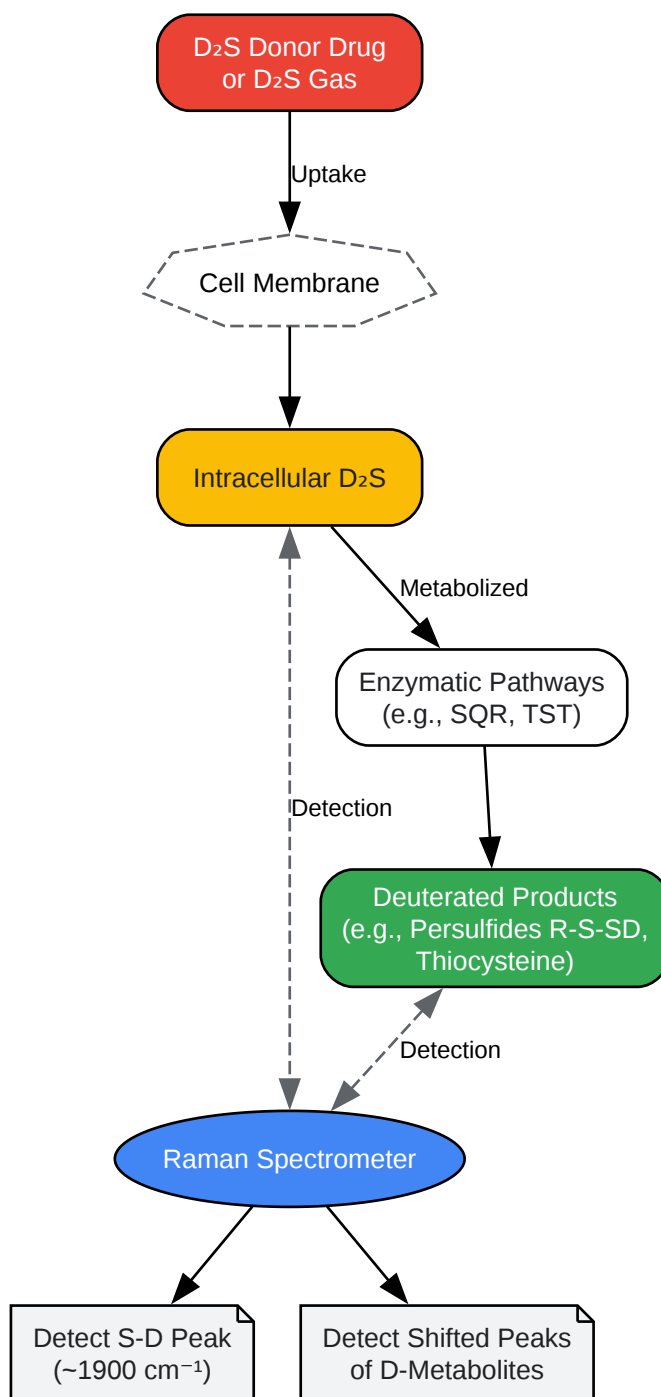 D₂S Donor Drug
or D₂S Gas
Uptake
Cell Membrane
Intracellular D₂S
Metabolized
Enzymatic Pathways
(e.g., SQR, TST)
Detection
Deuterated Products
(e.g., Persulfides R-S-SD,
Thiocysteine)
Detection
Raman Spectrometer
Detect S-D Peak
(~1900 cm⁻¹)
Detect Shifted Peaks
of D-Metabolites